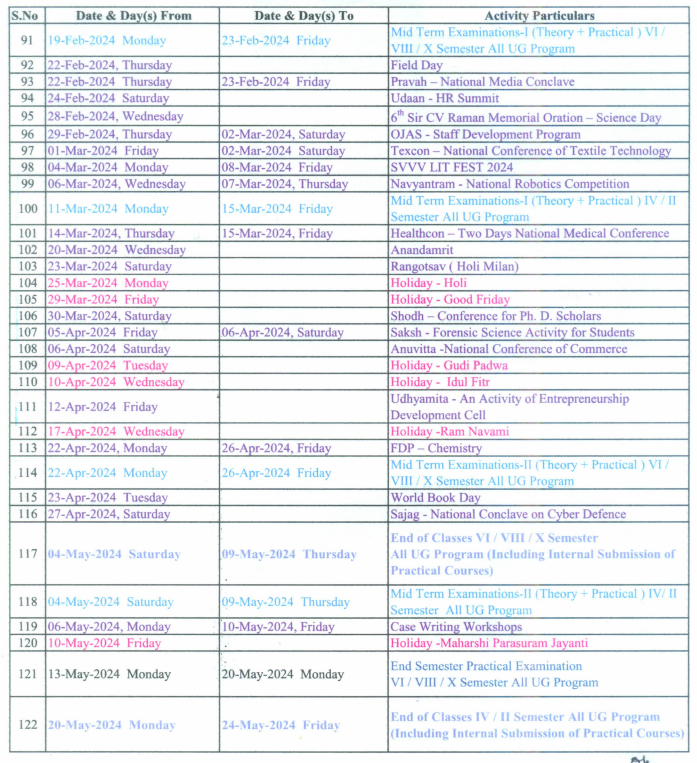 S.No Date & Day(s) From Date & Day(s) To Activity Particulars
91 19-Feb-2024 Monday 23-Feb-2024 Friday Mid Term Examinations-I (Theory + Practical ) VI /
VIII / X Semester All UG Program
92 22-Feb-2024, Thursday Field Day
93 22-Feb-2024, Thursday 23-Feb-2024 Friday Pravah – National Media Conclave
94 24-Feb-2024 Saturday Udaan - HR Summit
95 28-Feb-2024, Wednesday 6th Sir CV Raman Memorial Oration – Science Day
96 29-Feb-2024, Thursday 02-Mar-2024, Saturday OJAS - Staff Development Program
97 01-Mar-2024 Friday 02-Mar-2024 Saturday Texcon – National Conference of Textile Technology
98 04-Mar-2024 Monday 08-Mar-2024 Friday SVVV LIT FEST 2024
99 06-Mar-2024, Wednesday 07-Mar-2024, Thursday Navyantram - National Robotics Competition
100 11-Mar-2024 Monday 15-Mar-2024 Friday Mid Term Examinations-I (Theory + Practical ) IV / II
Semester All UG Program
101 14-Mar-2024, Thursday 15-Mar-2024, Friday Healthcon – Two Days National Medical Conference
102 20-Mar-2024 Wednesday Anandamrit
103 23-Mar-2024 Saturday Rangotsav ( Holi Milan)
104 25-Mar-2024 Monday Holiday - Holi
105 29-Mar-2024 Friday Holiday - Good Friday
106 30-Mar-2024, Saturday Shodh – Conference for Ph. D. Scholars
107 05-Apr-2024 Friday 06-Apr-2024, Saturday Saksh - Forensic Science Activity for Students
108 06-Apr-2024 Saturday Anuvitta -National Conference of Commerce
109 09-Apr-2024 Tuesday Holiday - Gudi Padwa
110 10-Apr-2024 Wednesday Holiday - Idul Fitr
111 12-Apr-2024 Friday Udhyamita - An Activity of Entrepreneurship
Development Cell
112 17-Apr-2024 Wednesday Holiday -Ram Navami
113 22-Apr-2024, Monday 26-Apr-2024, Friday FDP – Chemistry
114 22-Apr-2024 Monday 26-Apr-2024 Friday Mid Term Examinations-II (Theory + Practical ) VI /
VIII / X Semester All UG Program
115 23-Apr-2024 Tuesday World Book Day
116 27-Apr-2024, Saturday Sajag - National Conclave on Cyber Defence
117 04-May-2024 Saturday 09-May-2024 Thursday End of Classes VI / VIII / X Semester
All UG Program (Including Internal Submission of
Practical Courses)
118 04-May-2024 Saturday 09-May-2024 Thursday Mid Term Examinations-II (Theory + Practical ) IV/ II
Semester All UG Program
119 06-May-2024, Monday 10-May-2024, Friday Case Writing Workshops
120 10-May-2024 Friday Holiday -Maharshi Parasuram Jayanti
121 13-May-2024 Monday 20-May-2024 Monday End Semester Practical Examination
VI / VIII / X Semester All UG Program
122 20-May-2024 Monday 24-May-2024 Friday End of Classes IV / II Semester All UG Program
(Including Internal Submission of Practical Courses)